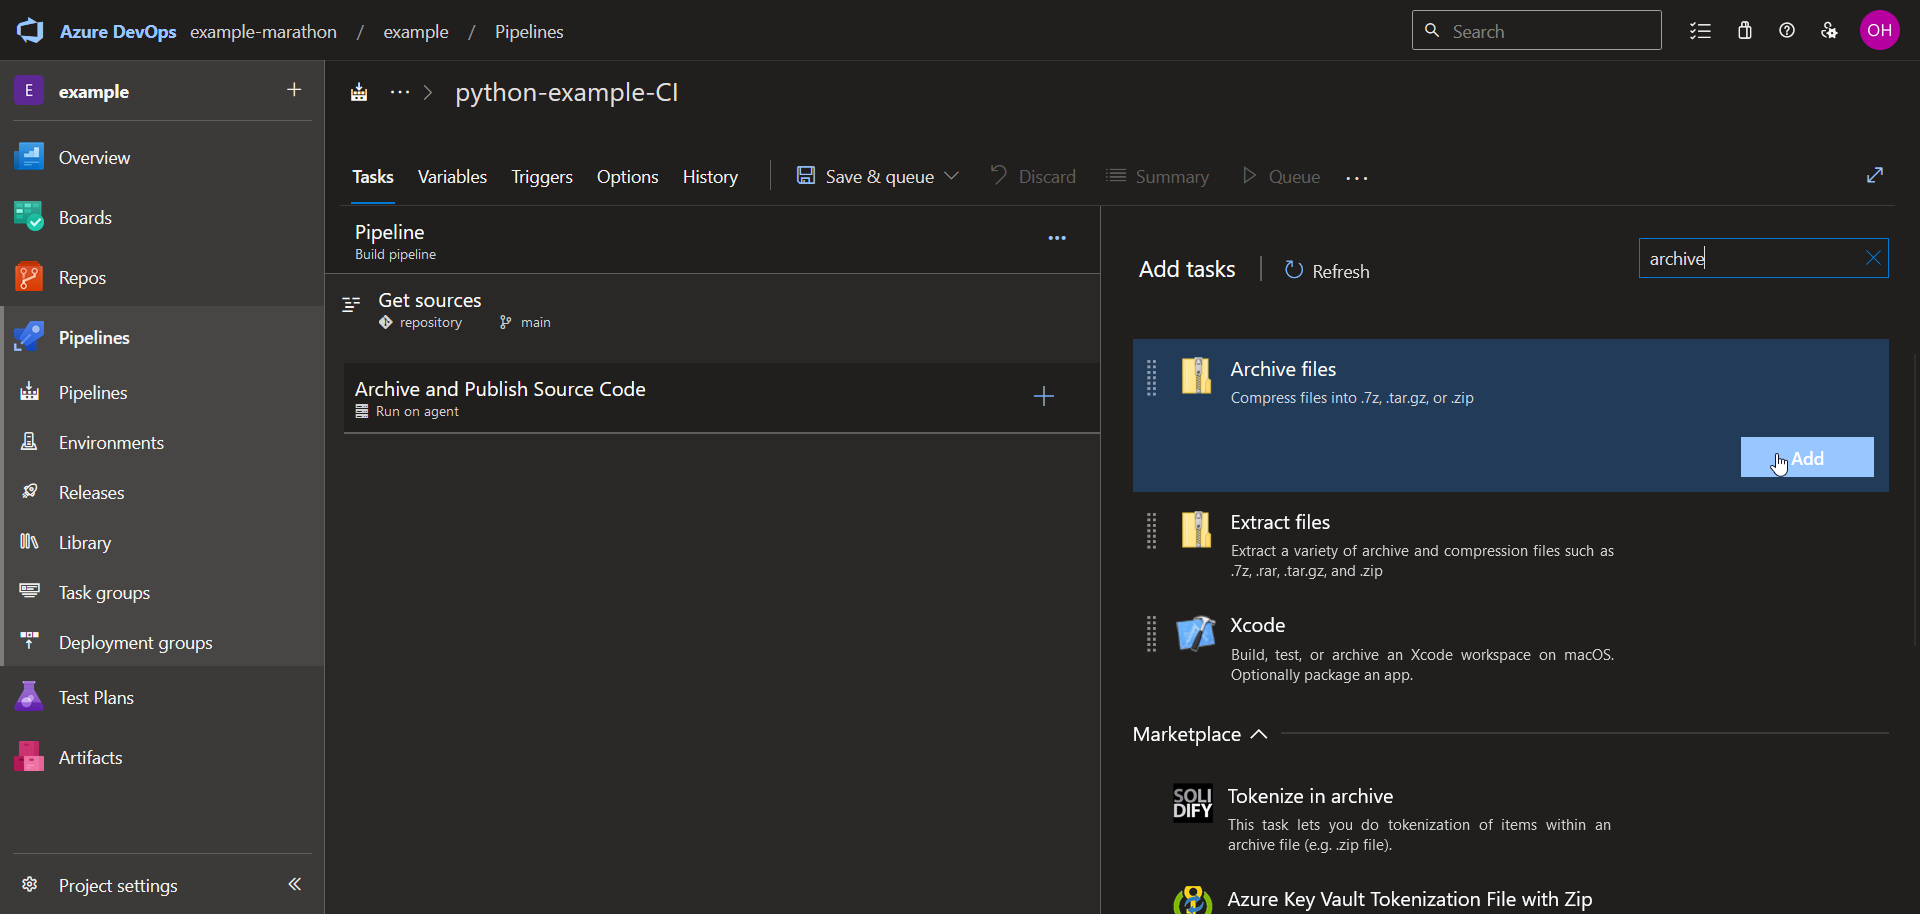 Azure DevOps example-marathon / example / Pipelines
Search
OH
E example +
Overview
Boards
Repos
Pipelines
Pipelines
Environments
Releases
Library
Task groups
Deployment groups
Test Plans
Artifacts
Project settings
··· > python-example-CI
Tasks Variables Triggers Options History Save & queue Discard Summary Queue ···
Pipeline
Build pipeline
Get sources
repository main
Archive and Publish Source Code
Run on agent
Add tasks Refresh
archive
Archive files
Compress files into .7z, .tar.gz, or .zip
Add
Extract files
Extract a variety of archive and compression files such as
.7z, .rar, .tar.gz, and .zip
Xcode
Build, test, or archive an Xcode workspace on macOS.
Optionally package an app.
Marketplace
SOLI
DIFY
Tokenize in archive
This task lets you do tokenization of items within an
archive file (e.g. .zip file).
Azure Key Vault Tokenization File with Zip